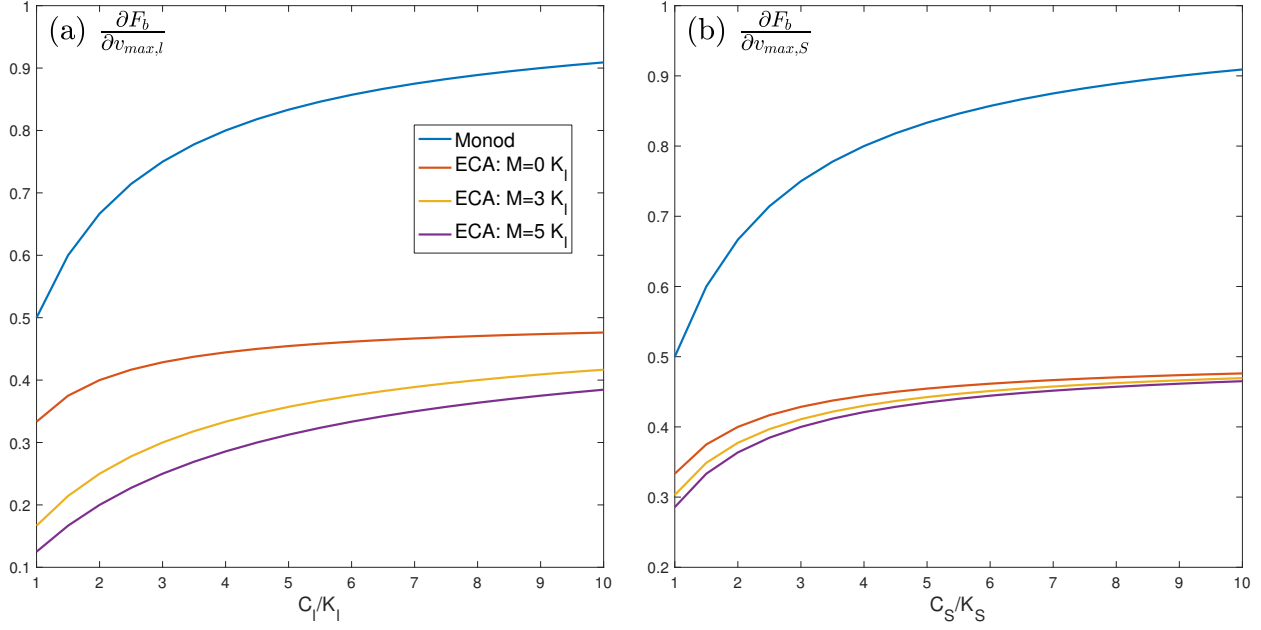 (a) ∂F_b/∂v_{max,l}
1
0.9
0.8
0.7
0.6
0.5
0.4
0.3
0.2
0.1
1 2 3 4 5 6 7 8 9 10
C_l/K_l
Monod
ECA: M=0 K_l
ECA: M=3 K_l
ECA: M=5 K_l
(b) ∂F_b/∂v_{max,S}
1
0.9
0.8
0.7
0.6
0.5
0.4
0.3
0.2
1 2 3 4 5 6 7 8 9 10
C_S/K_S